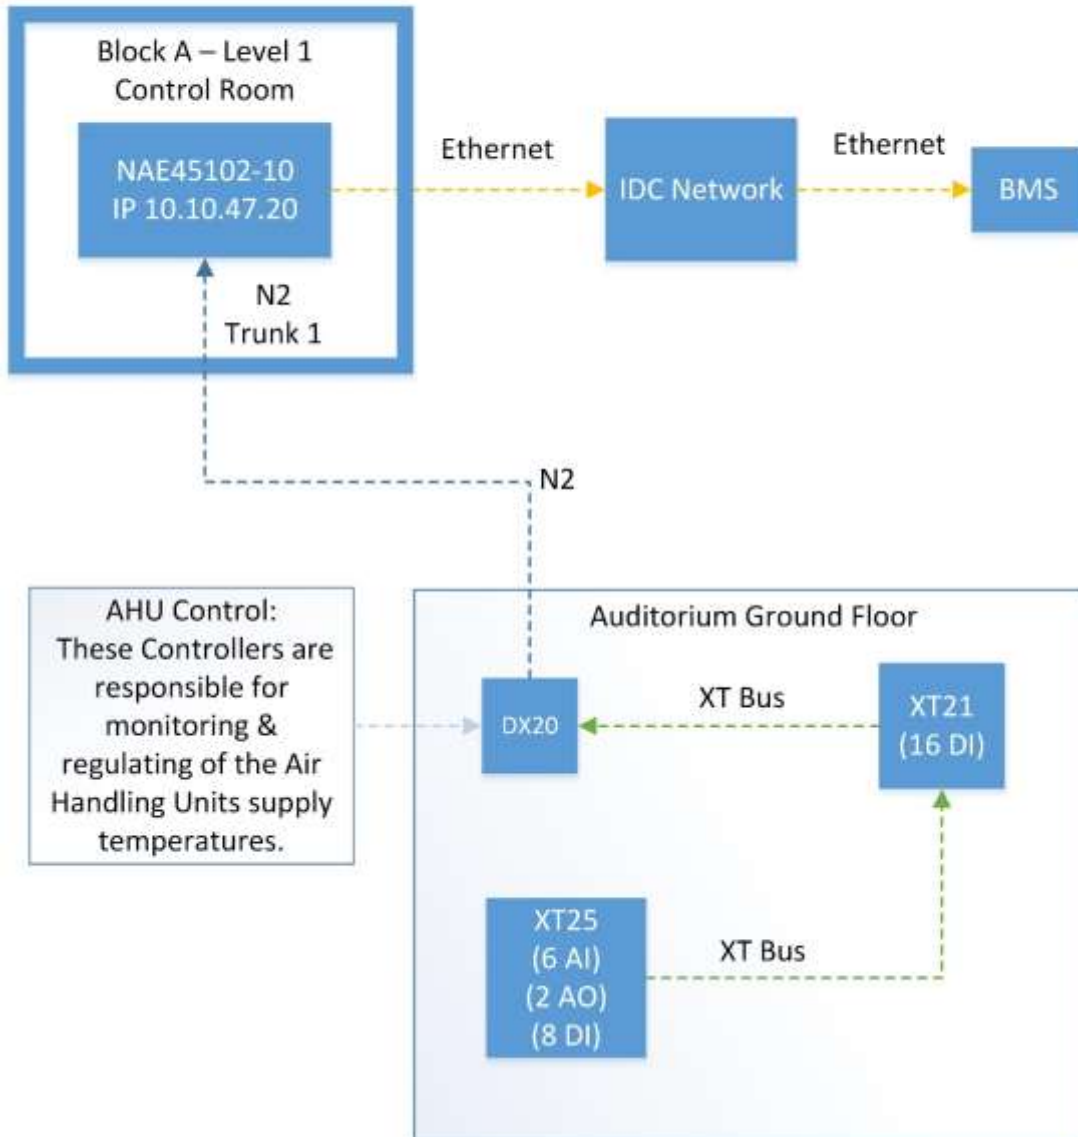 Block A – Level 1
Control Room
NAE45102-10
IP 10.10.47.20
Ethernet
IDC Network
Ethernet
BMS
N2
Trunk 1
N2
AHU Control:
These Controllers are
responsible for
monitoring &
regulating of the Air
Handling Units supply
temperatures.
Auditorium Ground Floor
DX20
XT Bus
XT21
(16 DI)
XT25
(6 AI)
(2 AO)
(8 DI)
XT Bus